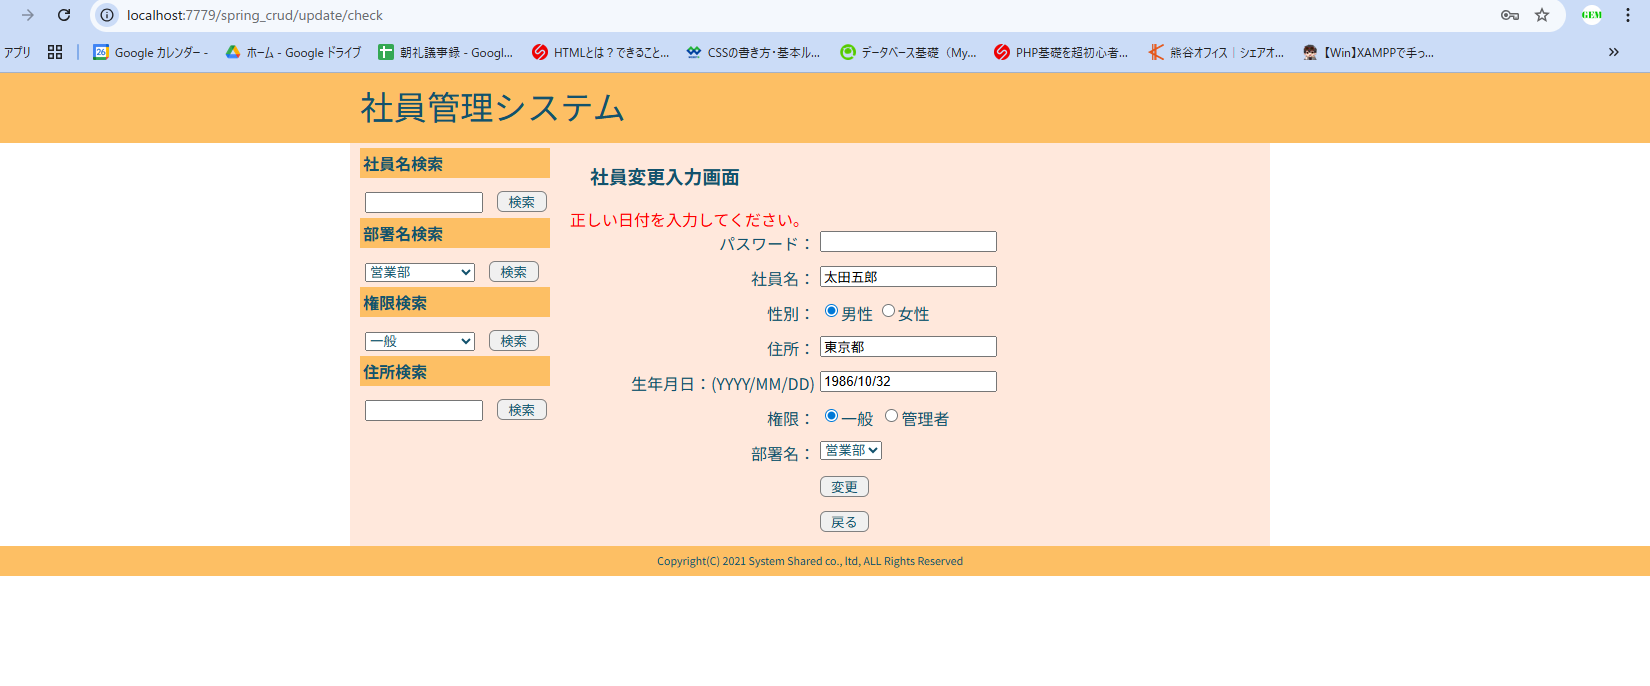 localhost:7779/spring_crud/update/check
GEM
アプリ
26 Google カレンダー -
ホーム - Google ドライブ
朝礼議事録 - Googl...
HTMLとは？できること...
CSSの書き方・基本ル...
データベース基礎（My...
PHP基礎を超初心者...
熊谷オフィス｜シェアオ...
【Win】XAMPPで手っ...
社員管理システム
社員名検索
検索
部署名検索
営業部 検索
権限検索
一般 検索
住所検索
検索
社員変更入力画面
正しい日付を入力してください。
パスワード：
社員名： 太田五郎
性別： 男性 女性
住所： 東京都
生年月日：(YYYY/MM/DD) 1986/10/32
権限： 一般 管理者
部署名： 営業部
変更
戻る
Copyright(C) 2021 System Shared co., ltd, ALL Rights Reserved